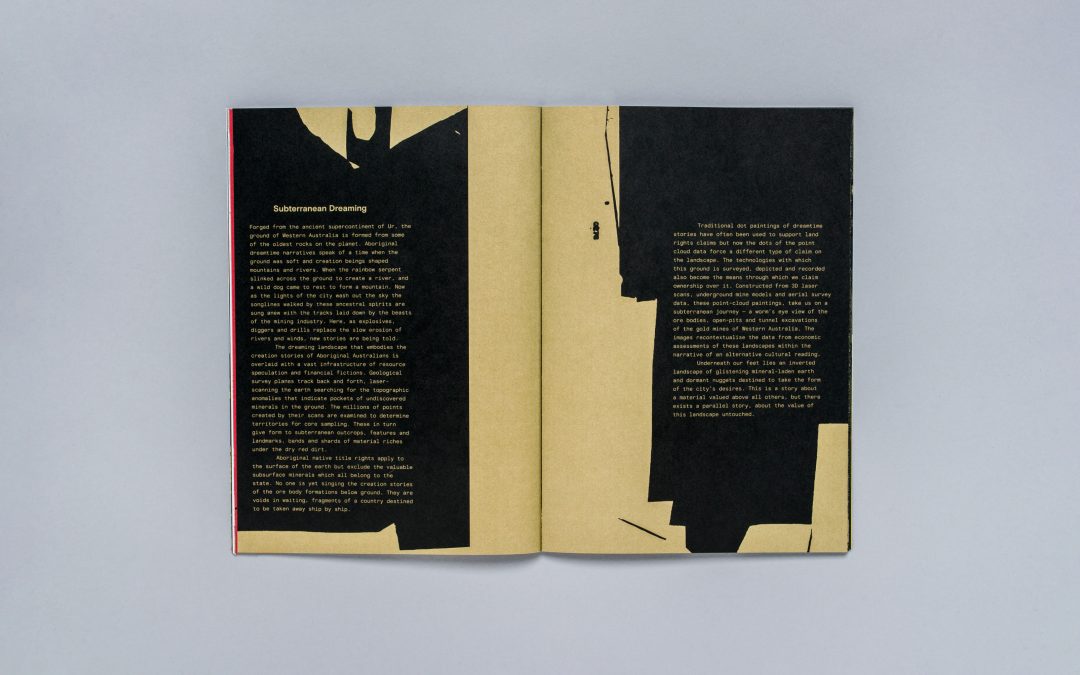 Subterranean Dreaming
Forged from the ancient supercontinent of Ur, the
ground of Western Australia is formed from some
of the oldest rocks on the planet. Aboriginal
dreamtime narratives speak of a time when the
ground was soft and creation beings shaped
mountains and rivers. When the rainbow serpent
slinked across the ground to create a river, and
a wild dog came to rest to form a mountain. Now
as the lights of the city wash out the sky the
songlines walked by these ancestral spirits are
sung anew with the tracks laid down by the beasts
of the mining industry. Here, as explosives,
diggers and drills replace the slow erosion of
rivers and winds, new stories are being told.
The dreaming landscape that embodies the
creation stories of Aboriginal Australians is
overlaid with a vast infrastructure of resource
speculation and financial fictions. Geological
survey planes track back and forth, laser-
scanning the earth searching for the topographic
anomalies that indicate pockets of undiscovered
minerals in the ground. The millions of points
created by their scans are examined to determine
territories for core sampling. These in turn
give form to subterranean outcrops, features and
landmarks, bands and shards of material riches
under the dry red dirt.
Aboriginal native title rights apply to
the surface of the earth but exclude the valuable
subsurface minerals which all belong to the
state. No one is yet singing the creation stories
of the ore body formations below ground. They are
voids in waiting, fragments of a country destined
to be taken away ship by ship.
Traditional dot paintings of dreamtime
stories have often been used to support land
rights claims but now the dots of the point
cloud data force a different type of claim on
the landscape. The technologies with which
this ground is surveyed, depicted and recorded
also become the means through which we claim
ownership over it. Constructed from 3D laser
scans, underground mine models and aerial survey
data, these point-cloud paintings, take us on a
subterranean journey – a worm's eye view of the
ore bodies, open-pits and tunnel excavations
of the gold mines of Western Australia. The
images recontextualise the data from economic
assessments of these landscapes within the
narrative of an alternative cultural reading.
Underneath our feet lies an inverted
landscape of glistening mineral-laden earth
and dormant nuggets destined to take the form
of the city's desires. This is a story about
a material valued above all others, but there
exists a parallel story, about the value of
this landscape untouched.